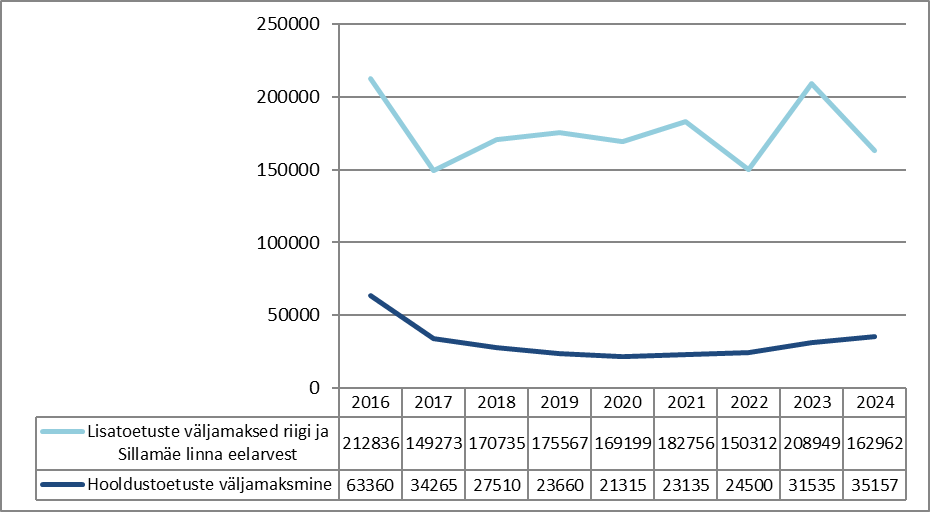 250000
200000
150000
100000
50000
0
2016 2017 2018 2019 2020 2021 2022 2023 2024
Lisatoetuste väljamaksed riigi ja
Sillamäe linna eelarvest
212836 149273 170735 175567 169199 182756 150312 208949 162962
Hooldustoetuste väljamaksmine 63360 34265 27510 23660 21315 23135 24500 31535 35157